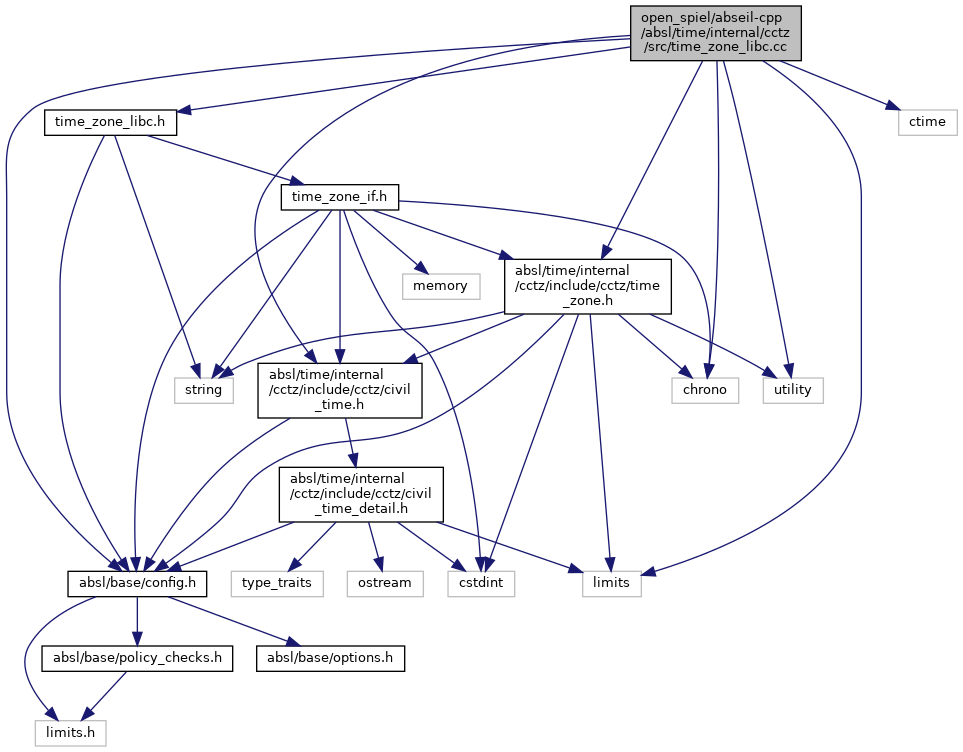 open_spiel/abseil-cpp
/absl/time/internal/cctz
/src/time_zone_libc.cc
time_zone_libc.h
ctime
time_zone_if.h
absl/time/internal
/cctz/include/cctz/time
_zone.h
memory
absl/time/internal
/cctz/include/cctz/civil
_time.h
string
chrono
utility
absl/time/internal
/cctz/include/cctz/civil
_time_detail.h
absl/base/config.h
type_traits
ostream
cstdint
limits
absl/base/policy_checks.h
absl/base/options.h
limits.h